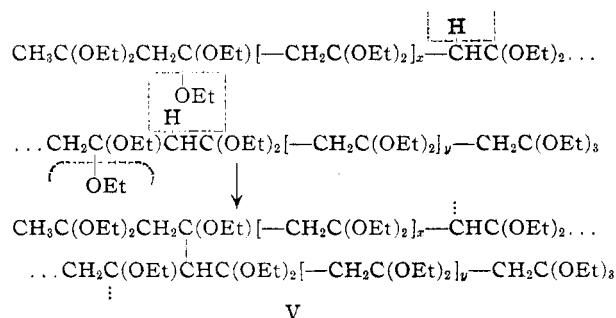 H
CH₃C(OEt)₂CH₂C(OEt)[—CH₂C(OEt)₂]ₓ—CHC(OEt)₂...
OEt
H
...CH₂C(OEt)CHC(OEt)₂[—CH₂C(OEt)₂]ᵧ—CH₂C(OEt)₃
OEt
CH₃C(OEt)₂CH₂C(OEt)[—CH₂C(OEt)₂]ₓ—CHC(OEt)₂...
...CH₂C(OEt)CHC(OEt)₂[—CH₂C(OEt)₂]ᵧ—CH₂C(OEt)₃
V